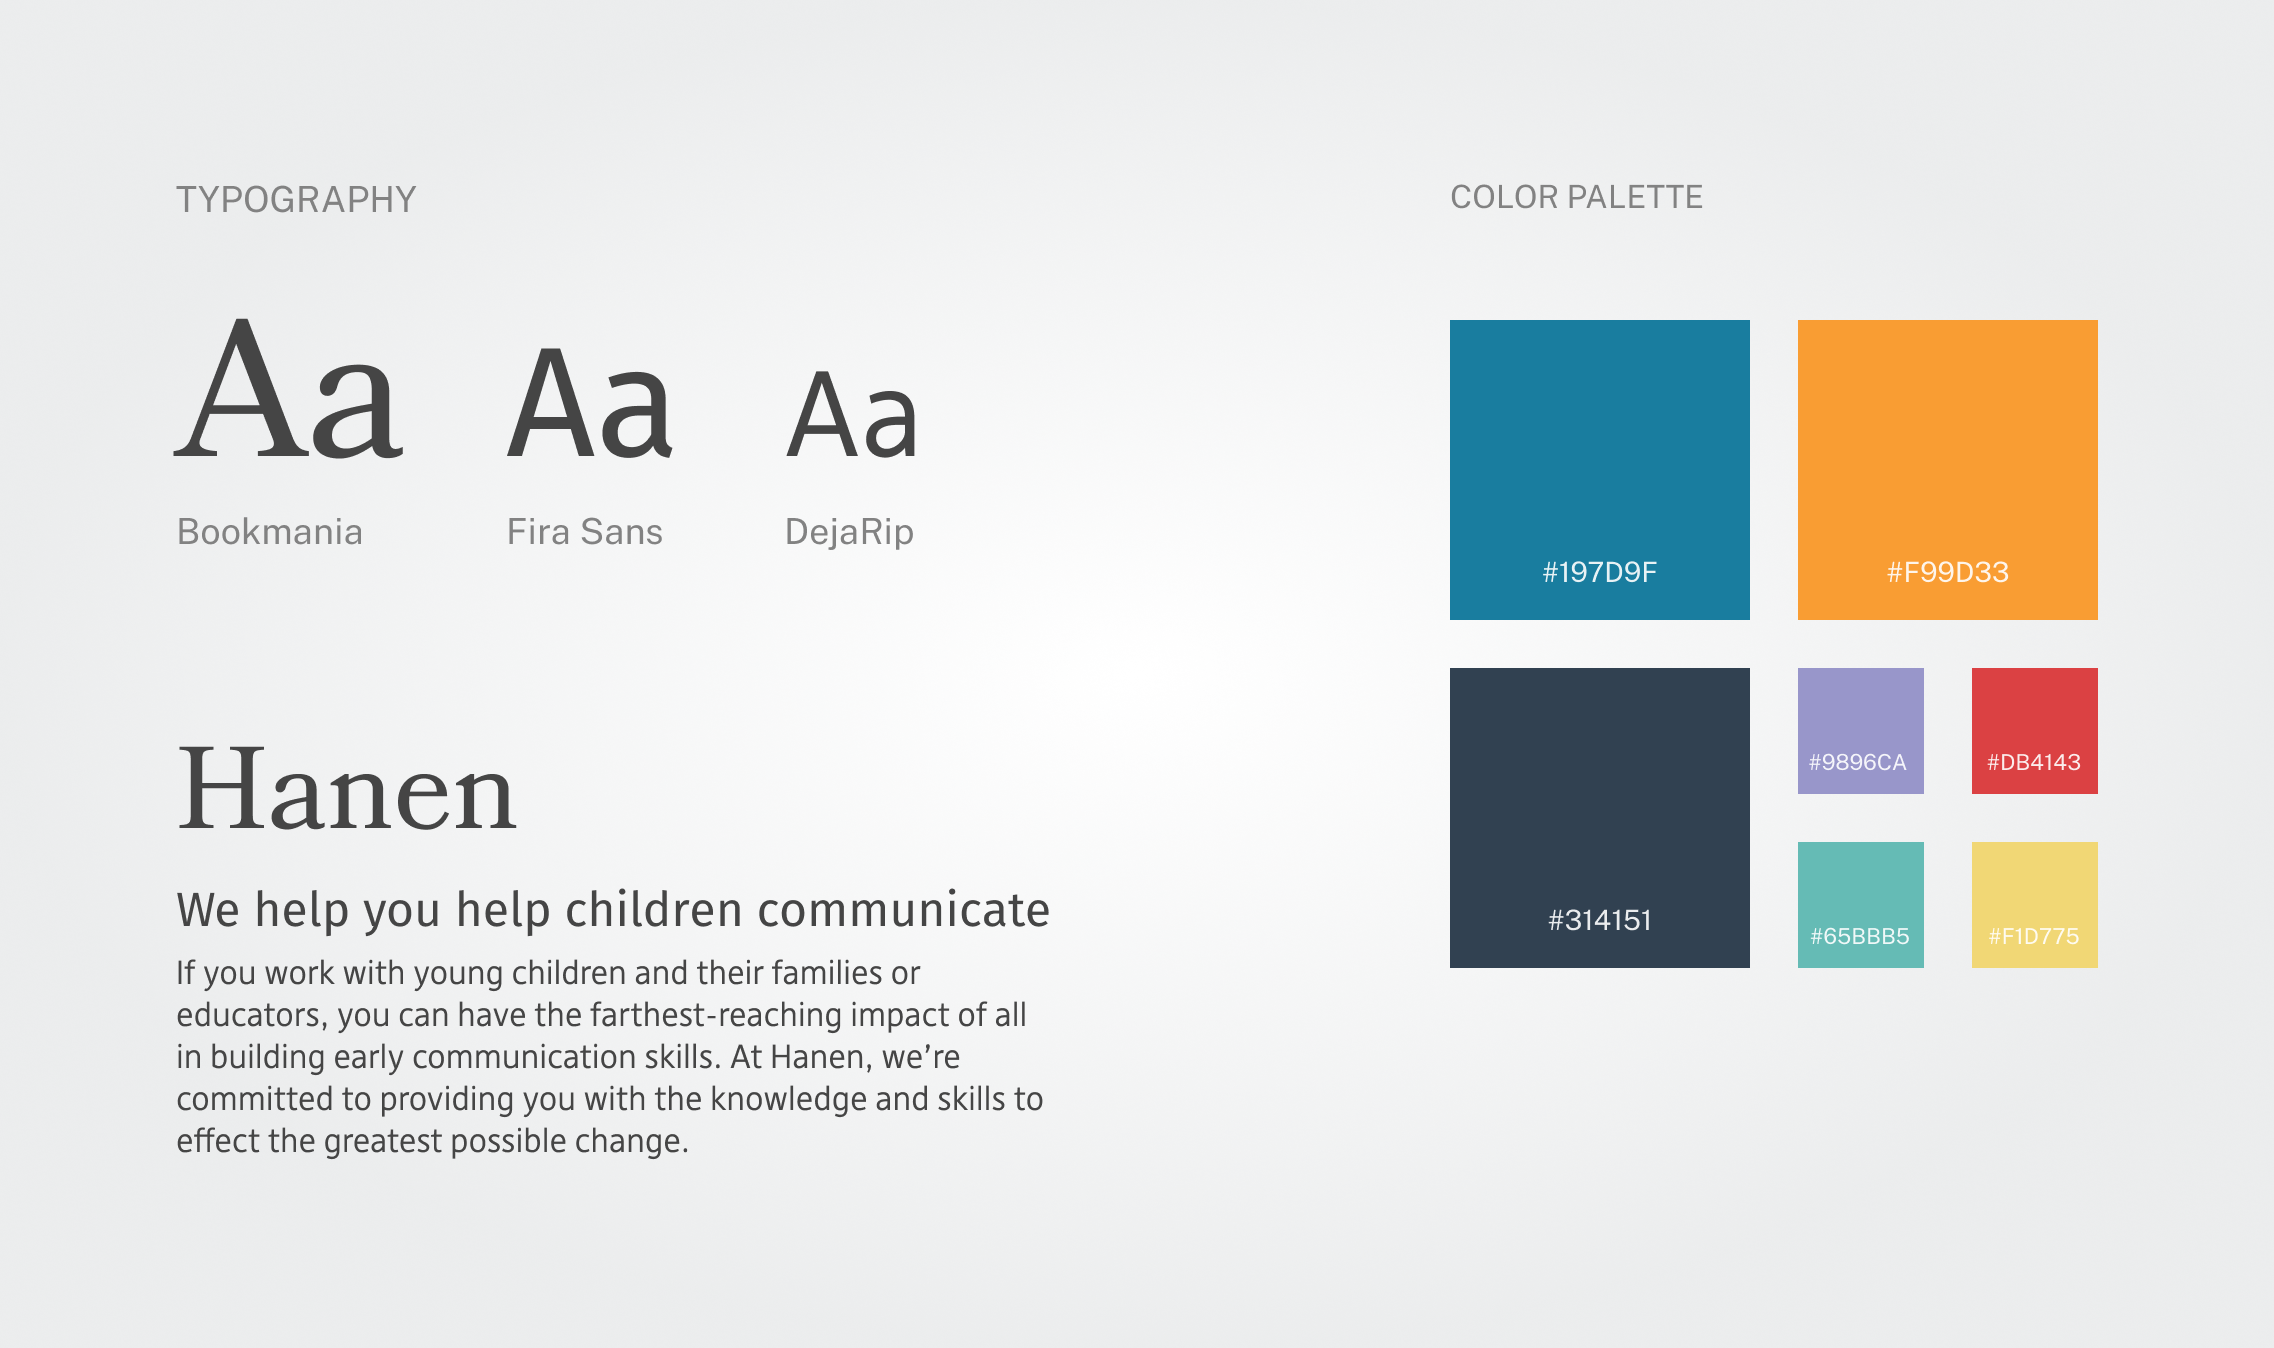 TYPOGRAPHY
Aa Aa Aa
Bookmania Fira Sans DejaRip
Hanen
We help you help children communicate
If you work with young children and their families or
educators, you can have the farthest-reaching impact of all
in building early communication skills. At Hanen, we’re
committed to providing you with the knowledge and skills to
effect the greatest possible change.
COLOR PALETTE
#197D9F #F99D33
#314151
#9896CA #DB4143
#65BBB5 #F1D775